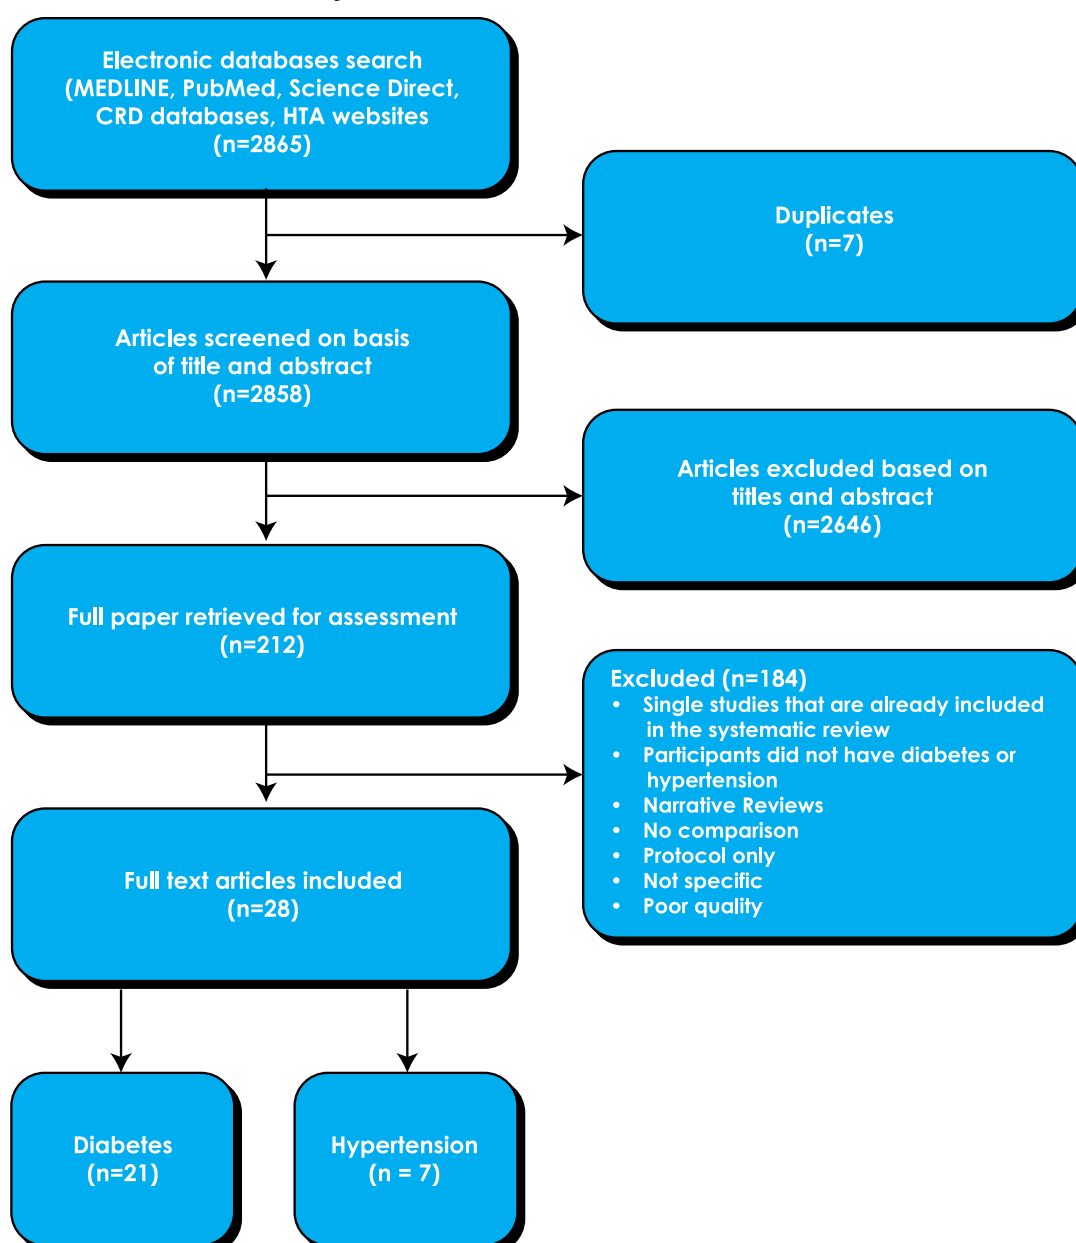 Electronic databases search
(MEDLINE, PubMed, Science Direct,
CRD databases, HTA websites
(n=2865)
Duplicates
(n=7)
Articles screened on basis
of title and abstract
(n=2858)
Articles excluded based on
titles and abstract
(n=2646)
Full paper retrieved for assessment
(n=212)
Excluded (n=184)
• Single studies that are already included
in the systematic review
• Participants did not have diabetes or
hypertension
• Narrative Reviews
• No comparison
• Protocol only
• Not specific
• Poor quality
Full text articles included
(n=28)
Diabetes
(n=21)
Hypertension
(n = 7)